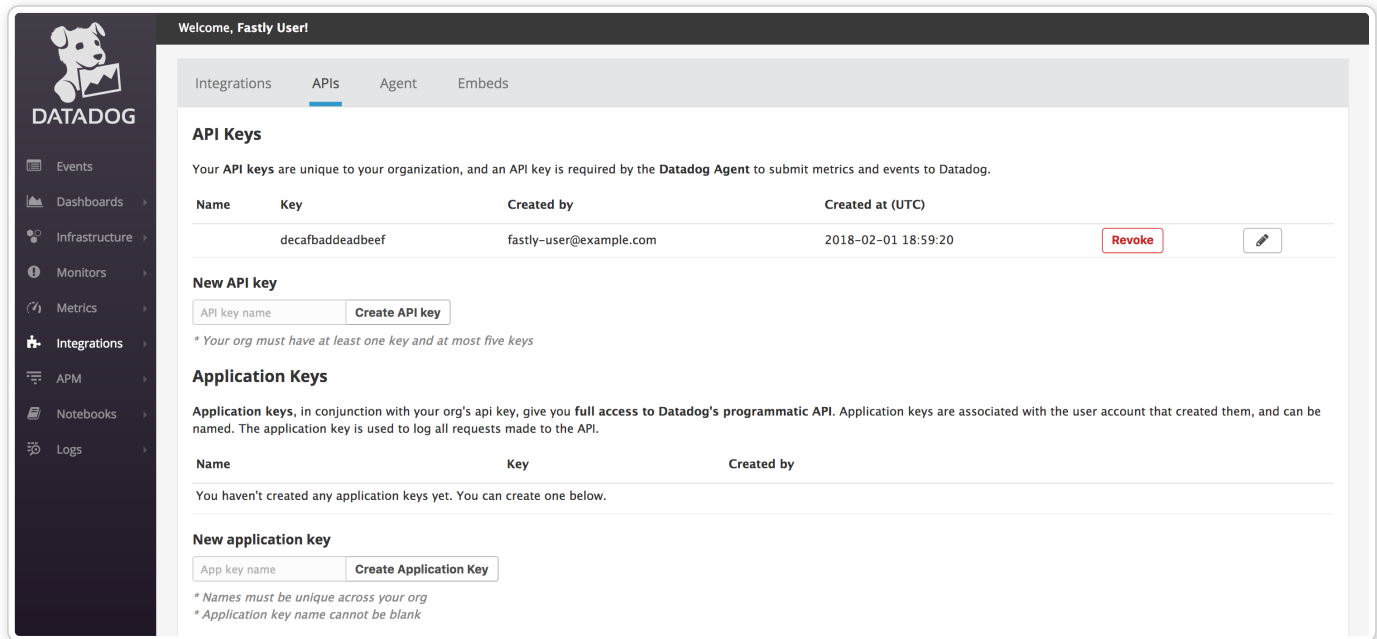 DATADOG
Events
Dashboards
Infrastructure
Monitors
Metrics
Integrations
APM
Notebooks
Logs
Welcome, Fastly User!
Integrations APIs Agent Embeds
API Keys
Your API keys are unique to your organization, and an API key is required by the Datadog Agent to submit metrics and events to Datadog.
Name Key Created by Created at (UTC)
decafbaddeadbeef fastly-user@example.com 2018-02-01 18:59:20 Revoke
New API key
API key name Create API key
* Your org must have at least one key and at most five keys
Application Keys
Application keys, in conjunction with your org's api key, give you full access to Datadog's programmatic API. Application keys are associated with the user account that created them, and can be
named. The application key is used to log all requests made to the API.
Name Key Created by
You haven't created any application keys yet. You can create one below.
New application key
App key name Create Application Key
* Names must be unique across your org
* Application key name cannot be blank